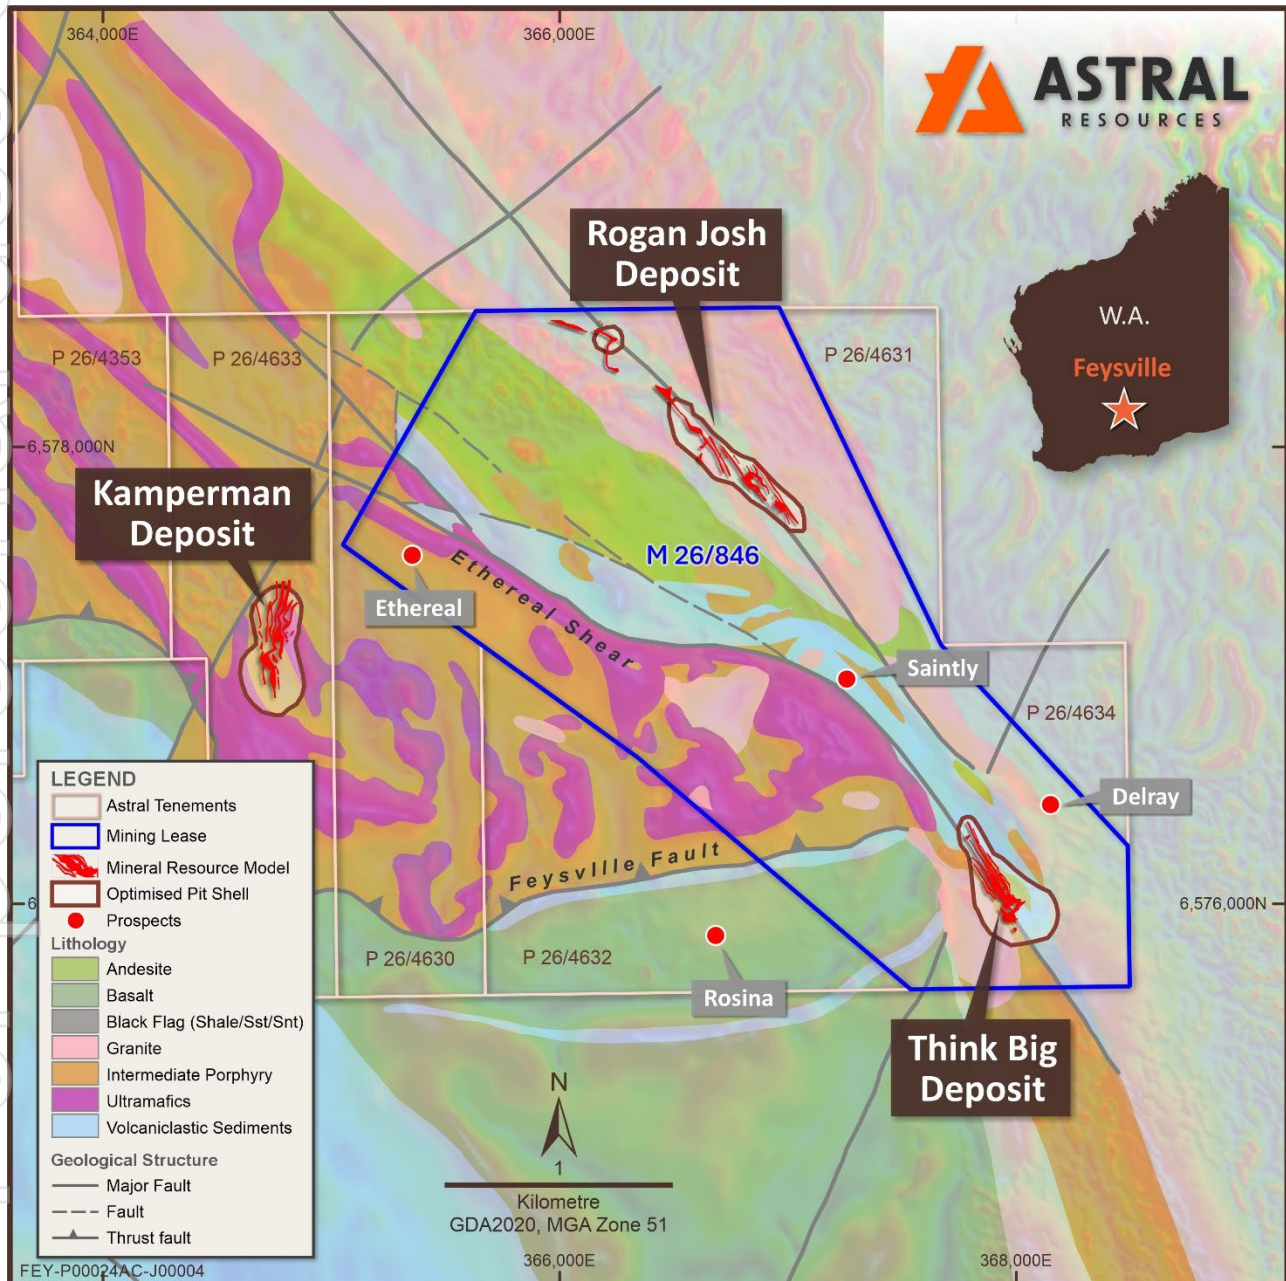 364,000E
366,000E
ASTRAL
RESOURCES
Rogan Josh
Deposit
W.A.
Feysville
P 26/4353
P 26/4633
P 26/4631
6,578,000N
Kamperman
Deposit
M 26/846
Ethereal
Ethereal Shear
Saintly
P 26/4634
Delray
Feysville Fault
6,576,000N
P 26/4630
P 26/4632
Rosina
Think Big
Deposit
LEGEND
Astral Tenements
Mining Lease
Mineral Resource Model
Optimised Pit Shell
Prospects
Lithology
Andesite
Basalt
Black Flag (Shale/Sst/Snt)
Granite
Intermediate Porphyry
Ultramafics
Volcaniclastic Sediments
Geological Structure
Major Fault
Fault
Thrust fault
N
1
Kilometre
GDA2020, MGA Zone 51
366,000E
368,000E
FEY-P00024AC-J00004